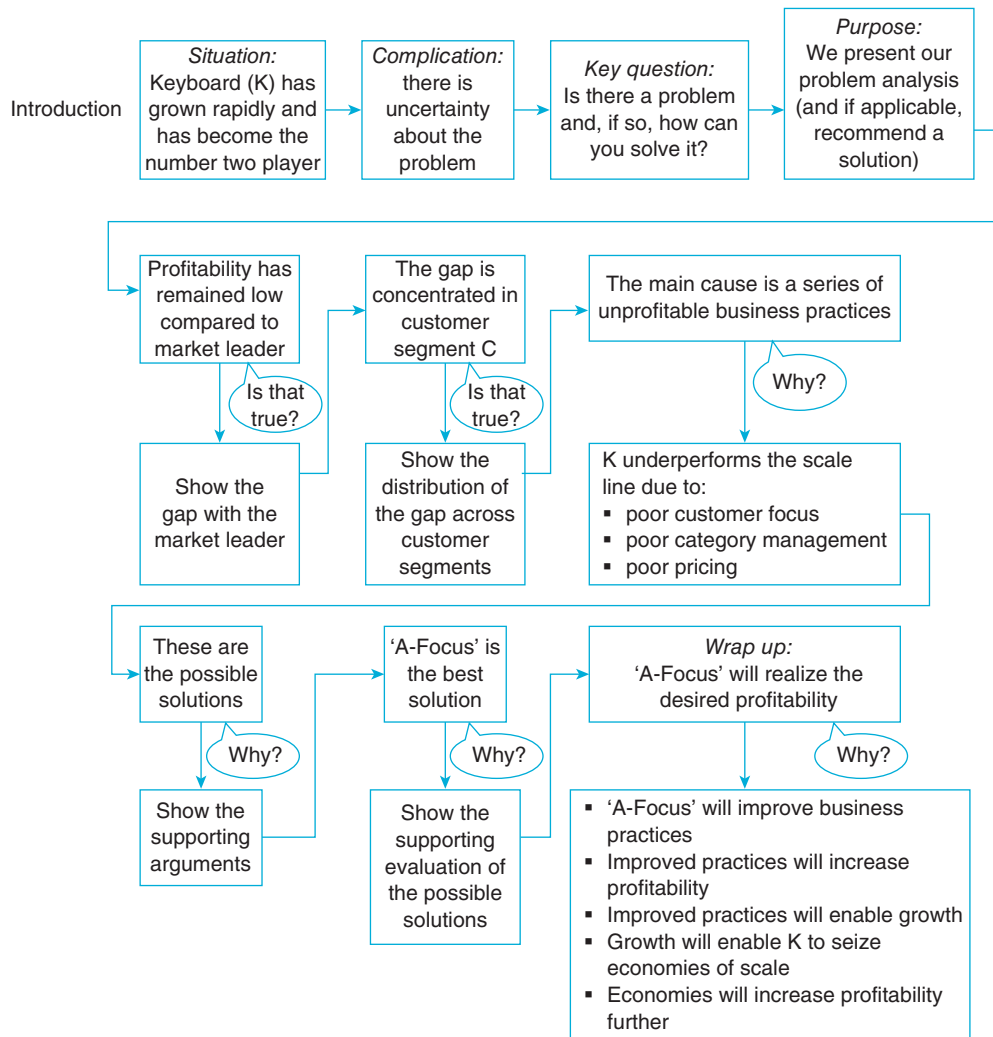 Introduction
Situation:
Keyboard (K) has
grown rapidly and
has become the
number two player
Complication:
there is
uncertainty
about the
problem
Key question:
Is there a problem
and, if so, how can
you solve it?
Purpose:
We present our
problem analysis
(and if applicable,
recommend a
solution)
Profitability has
remained low
compared to
market leader
Is that
true?
Show the
gap with the
market leader
The gap is
concentrated in
customer
segment C
Is that
true?
Show the
distribution of
the gap across
customer
segments
The main cause is a series of
unprofitable business practices
Why?
K underperforms the scale
line due to:
▪ poor customer focus
▪ poor category management
▪ poor pricing
These are
the possible
solutions
Why?
Show the
supporting
arguments
‘A-Focus’ is
the best
solution
Why?
Show the
supporting
evaluation of
the possible
solutions
Wrap up:
‘A-Focus’ will realize the
desired profitability
Why?
▪ ‘A-Focus’ will improve business
practices
▪ Improved practices will increase
profitability
▪ Improved practices will enable growth
▪ Growth will enable K to seize
economies of scale
▪ Economies will increase profitability
further